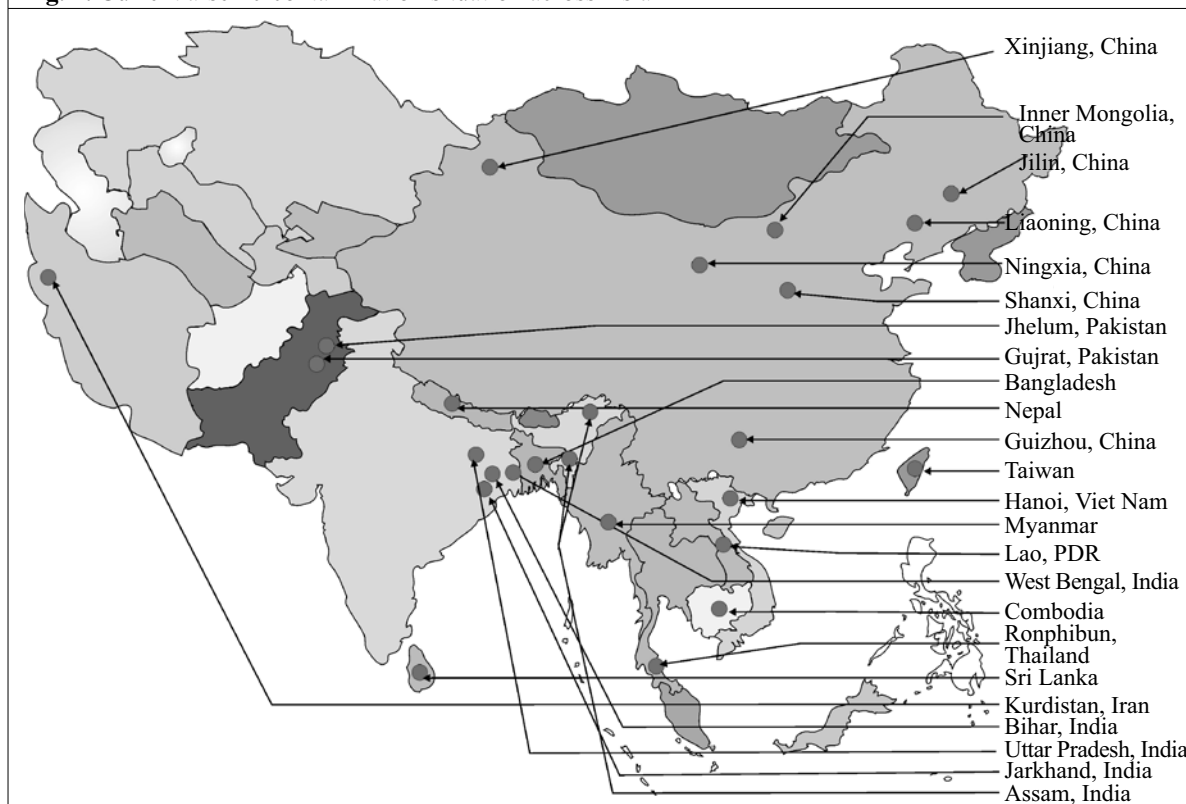 Xinjiang, China
Inner Mongolia,
China
Jilin, China
Liaoning, China
Ningxia, China
Shanxi, China
Jhelum, Pakistan
Gujrat, Pakistan
Bangladesh
Nepal
Guizhou, China
Taiwan
Hanoi, Viet Nam
Myanmar
Lao, PDR
West Bengal, India
Combodia
Ronphibun,
Thailand
Sri Lanka
Kurdistan, Iran
Bihar, India
Uttar Pradesh, India
Jarkhand, India
Assam, India